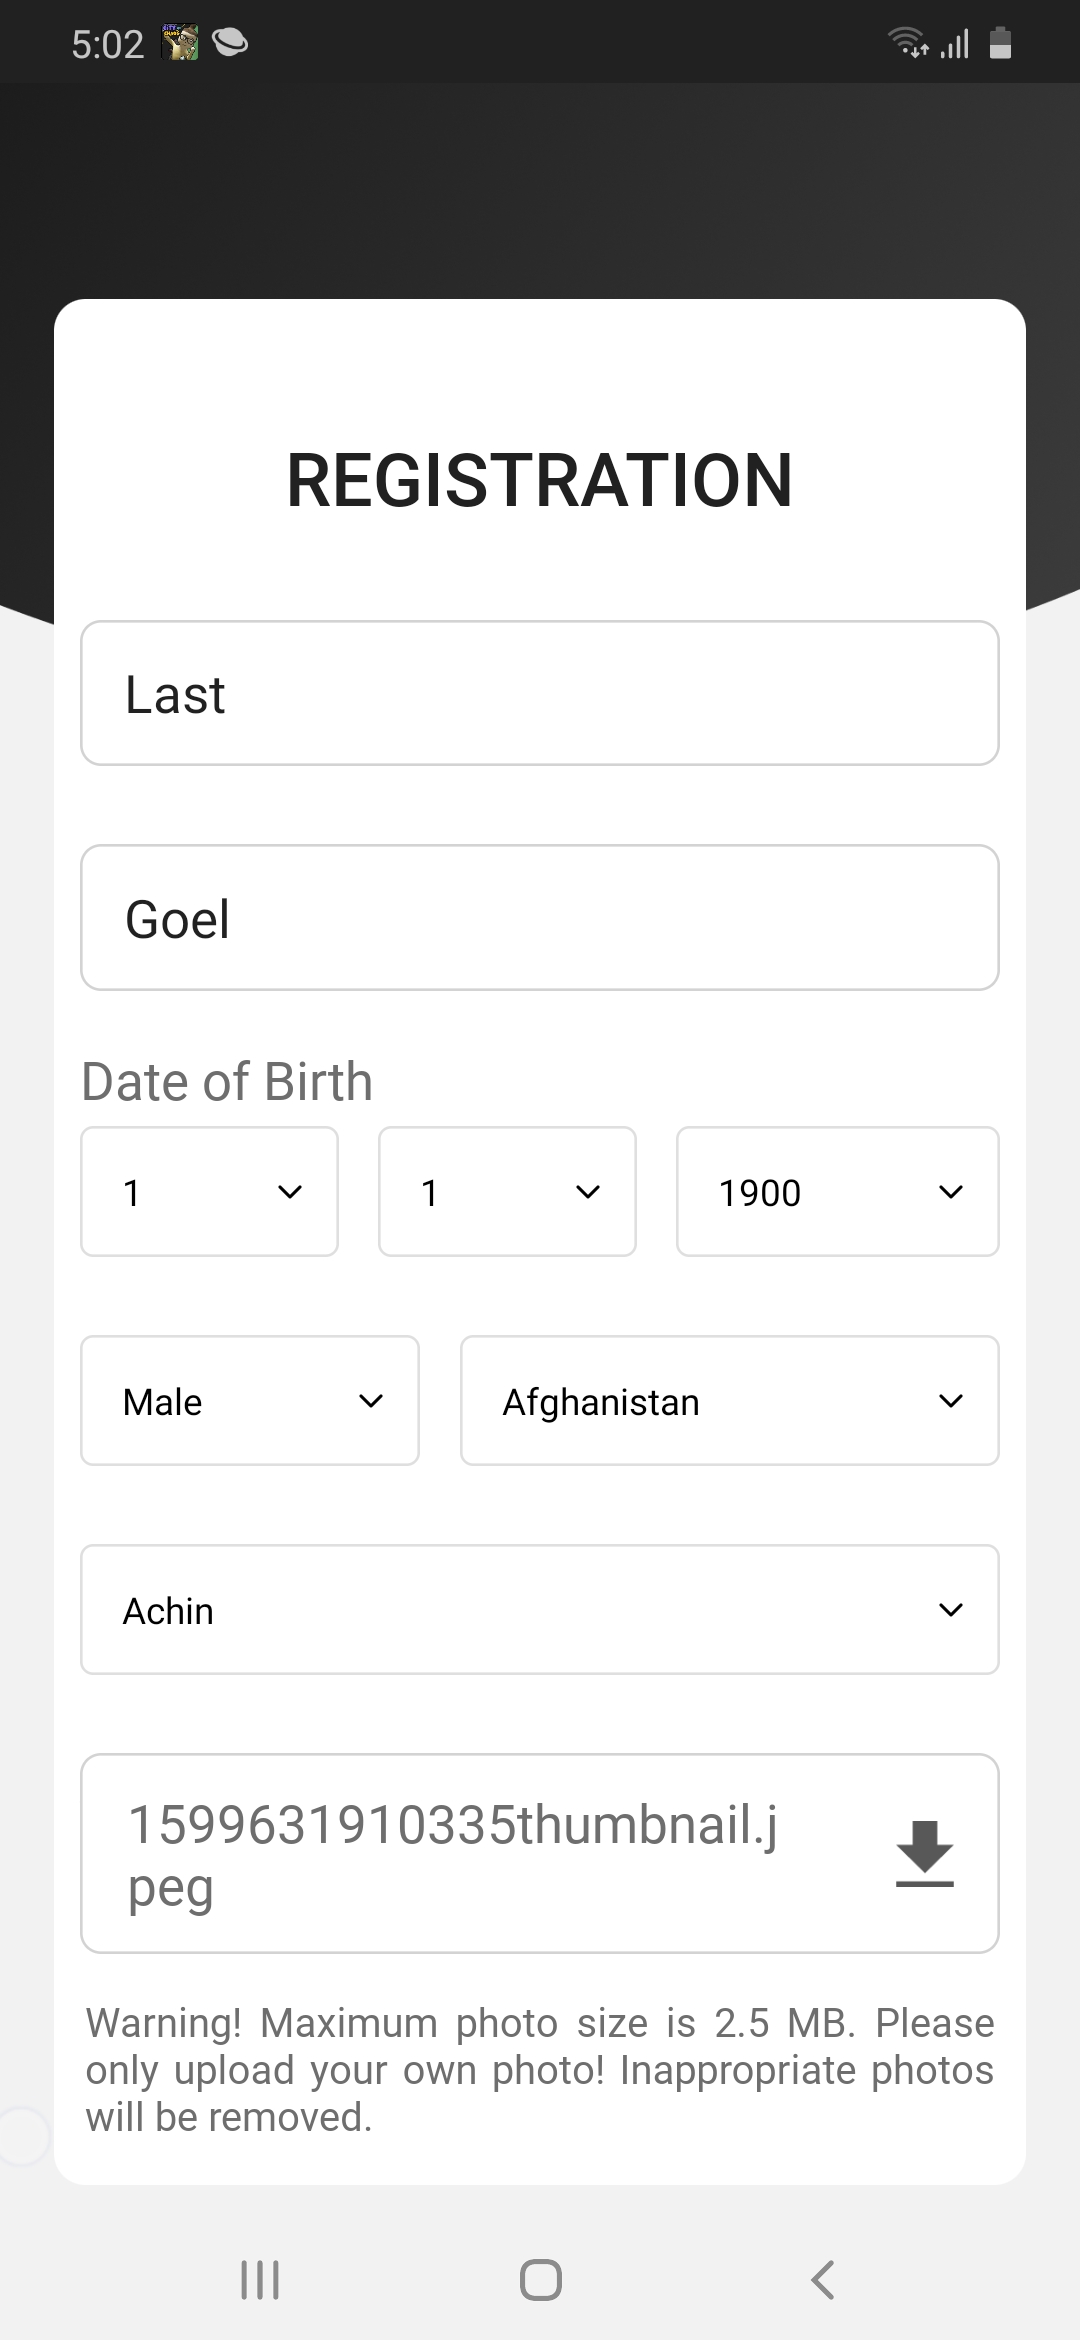 5:02
REGISTRATION
Last
Goel
Date of Birth
1 1 1900
Male Afghanistan
Achin
1599631910335thumbnail.j
peg
Warning! Maximum photo size is 2.5 MB. Please
only upload your own photo! Inappropriate photos
will be removed.